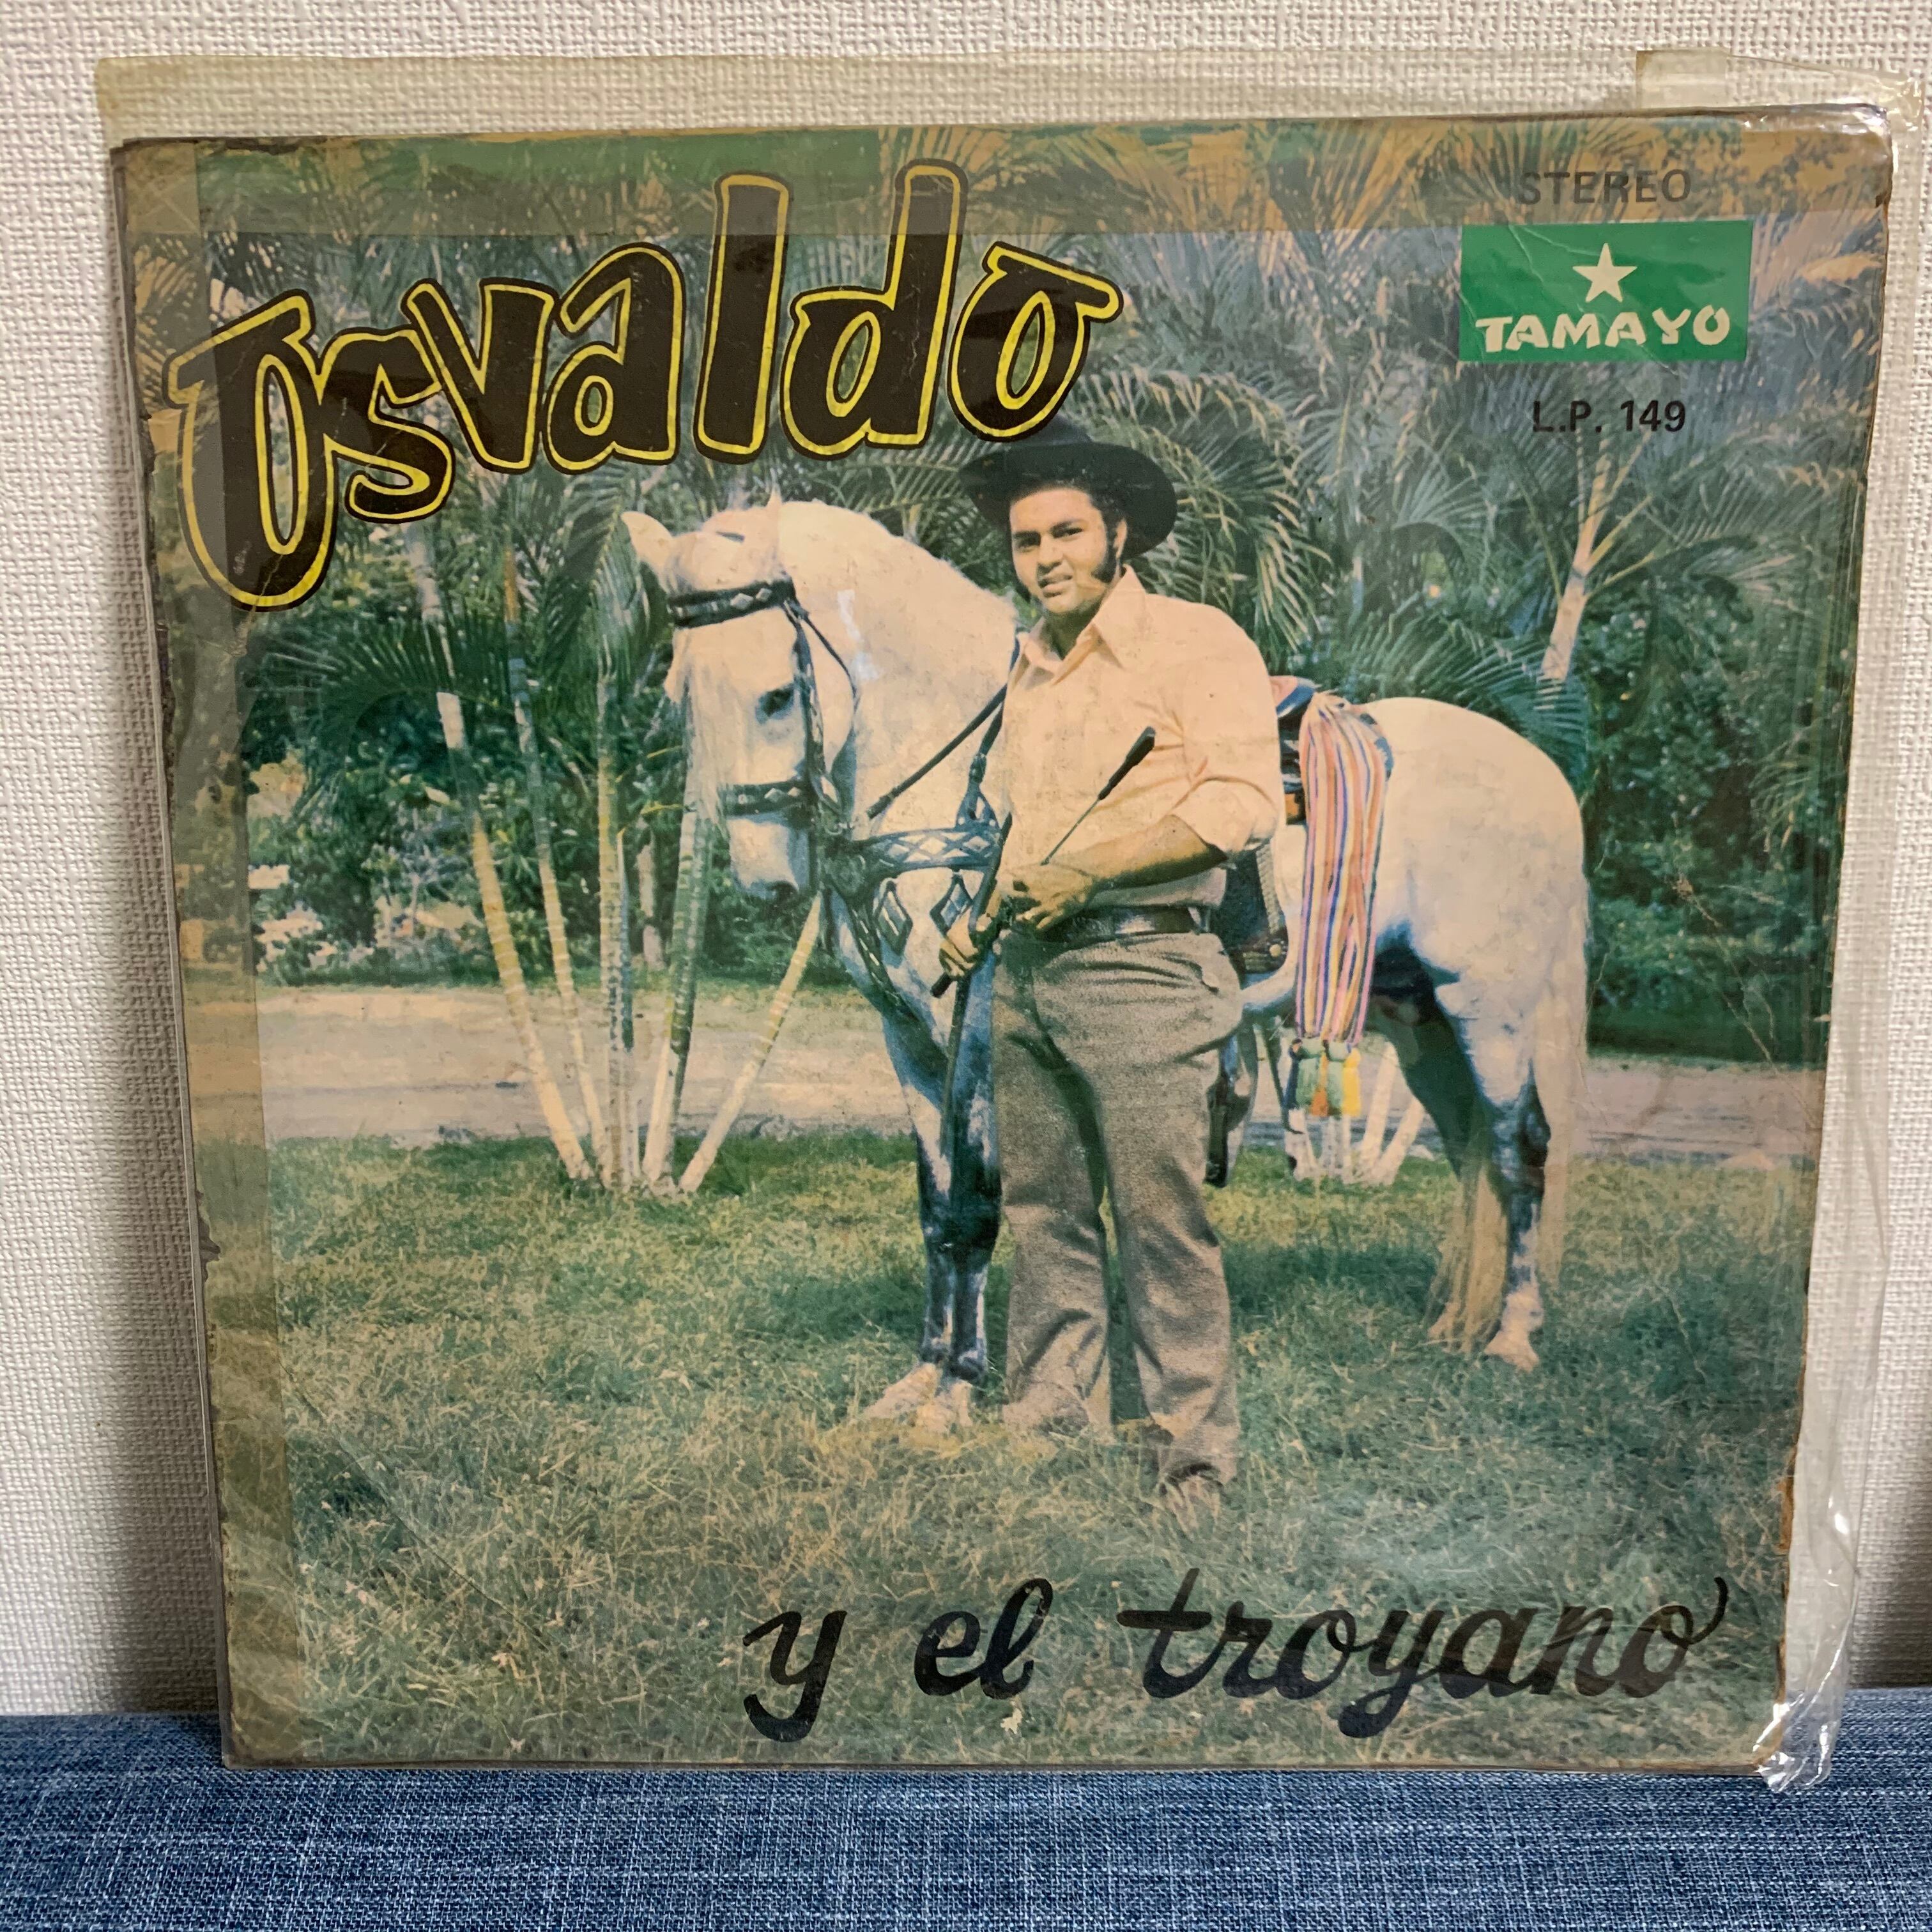 Osvaldo
STEREO
TAMAYO
L.P. 149
y el troyano